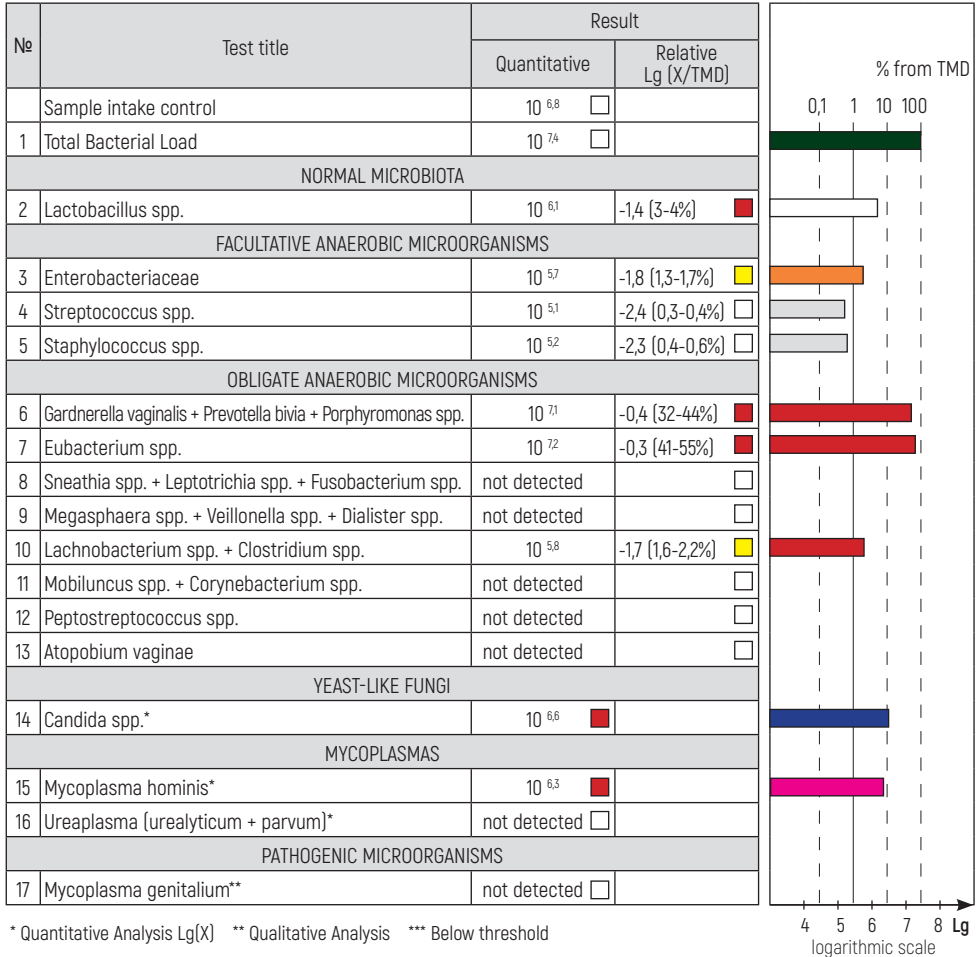 № Test title Result
Quantitative Relative Lg (X/TMD)
% from TMD
0,1 1 10 100
Sample intake control 10 6,8
1 Total Bacterial Load 10 7,4
NORMAL MICROBIOTA
2 Lactobacillus spp. 10 6,1 -1,4 (3-4%)
FACULTATIVE ANAEROBIC MICROORGANISMS
3 Enterobacteriaceae 10 5,7 -1,8 (1,3-1,7%)
4 Streptococcus spp. 10 5,1 -2,4 (0,3-0,4%)
5 Staphylococcus spp. 10 5,2 -2,3 (0,4-0,6%)
OBLIGATE ANAEROBIC MICROORGANISMS
6 Gardnerella vaginalis + Prevotella bivia + Porphyromonas spp. 10 7,1 -0,4 (32-44%)
7 Eubacterium spp. 10 7,2 -0,3 (41-55%)
8 Sneathia spp. + Leptotrichia spp. + Fusobacterium spp. not detected
9 Megasphaera spp. + Veillonella spp. + Dialister spp. not detected
10 Lachnobacterium spp. + Clostridium spp. 10 5,8 -1,7 (1,6-2,2%)
11 Mobiluncus spp. + Corynebacterium spp. not detected
12 Peptostreptococcus spp. not detected
13 Atopobium vaginae not detected
YEAST-LIKE FUNGI
14 Candida spp.* 10 6,6
MYCOPLASMAS
15 Mycoplasma hominis* 10 6,3
16 Ureaplasma (urealyticum + parvum)* not detected
PATHOGENIC MICROORGANISMS
17 Mycoplasma genitalium** not detected
4 5 6 7 8 Lg
logarithmic scale
* Quantitative Analysis Lg(X) ** Qualitative Analysis *** Below threshold